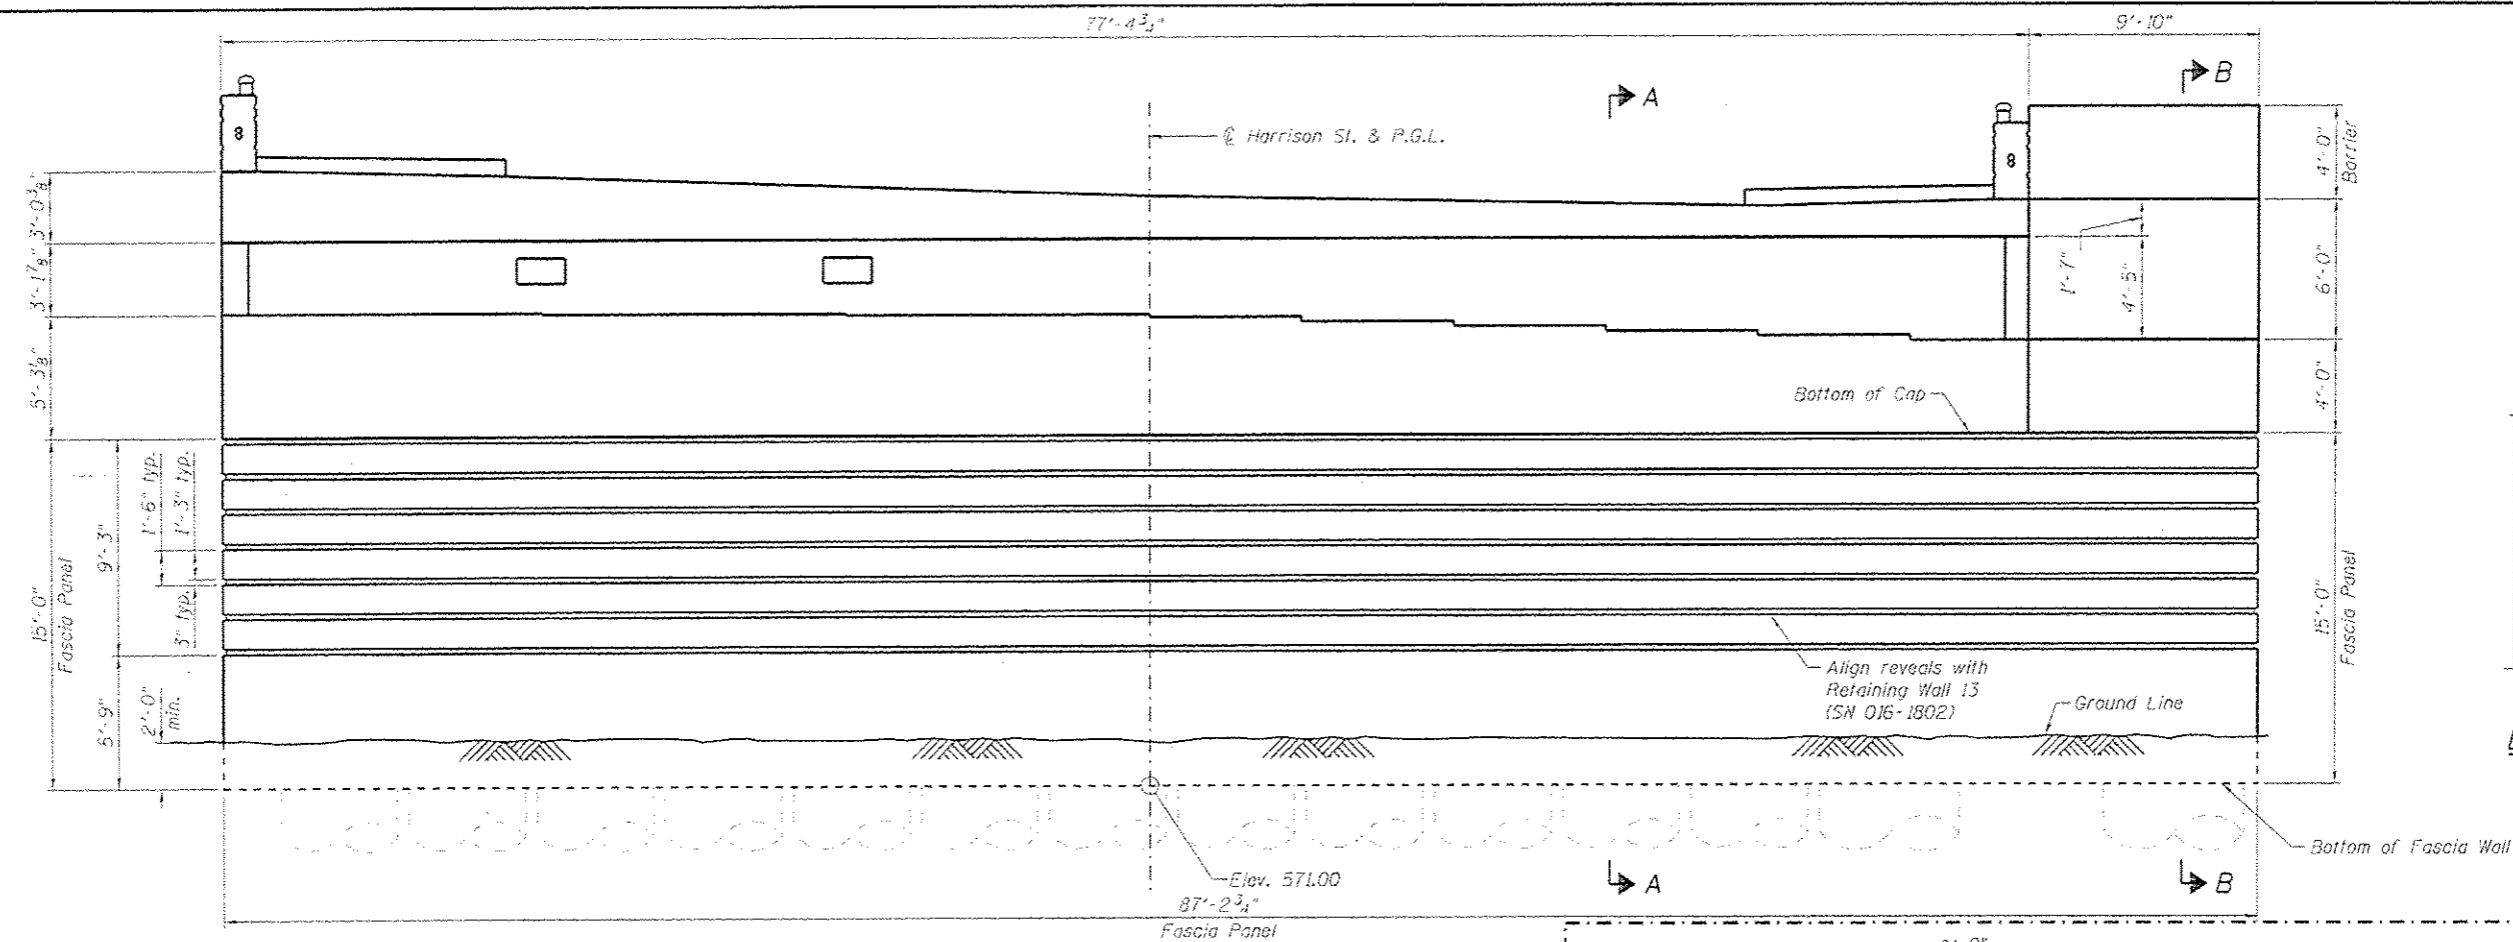 77'-4¾"
9'-10"
B
A
℄ Harrison St. & P.G.L.
8
8
4'-0"
Barrier
3'-0⅜"
3'-1⅞"
5'-3⅛"
1'-7"
4'-5"
6'-0"
4'-0"
Bottom of Cap
1'-6" typ.
1'-3" typ.
9'-3"
3" typ.
15'-0"
Fascia Panel
15'-0"
Fascia Panel
5'-9"
2'-0"
min.
Align reveals with
Retaining Wall 13
(SN 016-1802)
Ground Line
Bottom of Fascia Wall
Elev. 571.00
A
B
87'-2¾"
Fascia Panel